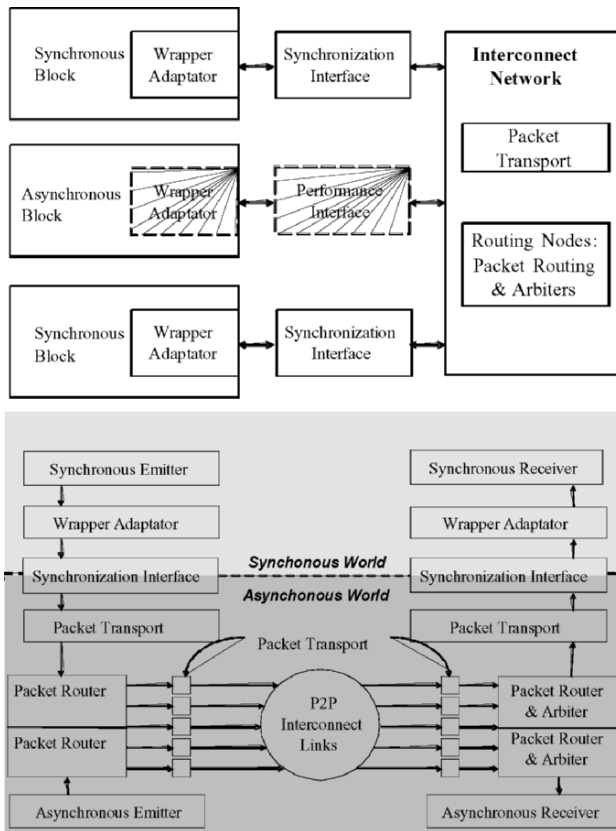 Synchronous
Block
Wrapper
Adaptator
Synchronization
Interface
Interconnect
Network
Packet
Transport
Asynchronous
Block
Wrapper
Adaptator
Performance
Interface
Routing Nodes:
Packet Routing
& Arbiters
Synchronous
Block
Wrapper
Adaptator
Synchronization
Interface
Synchronous Emitter
Synchronous Receiver
Wrapper Adaptator
Wrapper Adaptator
Synchonous World
Synchronization Interface
Synchronization Interface
Asynchonous World
Packet Transport
Packet Transport
Packet Transport
Packet Router
P2P
Interconnect
Links
Packet Router
& Arbiter
Packet Router
Packet Router
& Arbiter
Asynchronous Emitter
Asynchronous Receiver